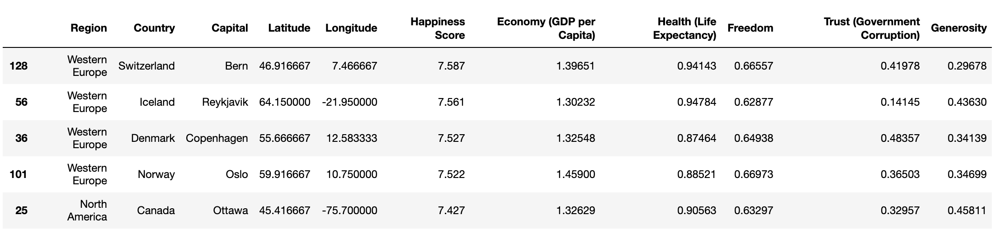 Region Country Capital Latitude Longitude Happiness Score Economy (GDP per Capita) Health (Life Expectancy) Freedom Trust (Government Corruption) Generosity
128 Western Europe Switzerland Bern 46.916667 7.466667 7.587 1.39651 0.94143 0.66557 0.41978 0.29678
56 Western Europe Iceland Reykjavik 64.150000 -21.950000 7.561 1.30232 0.94784 0.62877 0.14145 0.43630
36 Western Europe Denmark Copenhagen 55.666667 12.583333 7.527 1.32548 0.87464 0.64938 0.48357 0.34139
101 Western Europe Norway Oslo 59.916667 10.750000 7.522 1.45900 0.88521 0.66973 0.36503 0.34699
25 North America Canada Ottawa 45.416667 -75.700000 7.427 1.32629 0.90563 0.63297 0.32957 0.45811